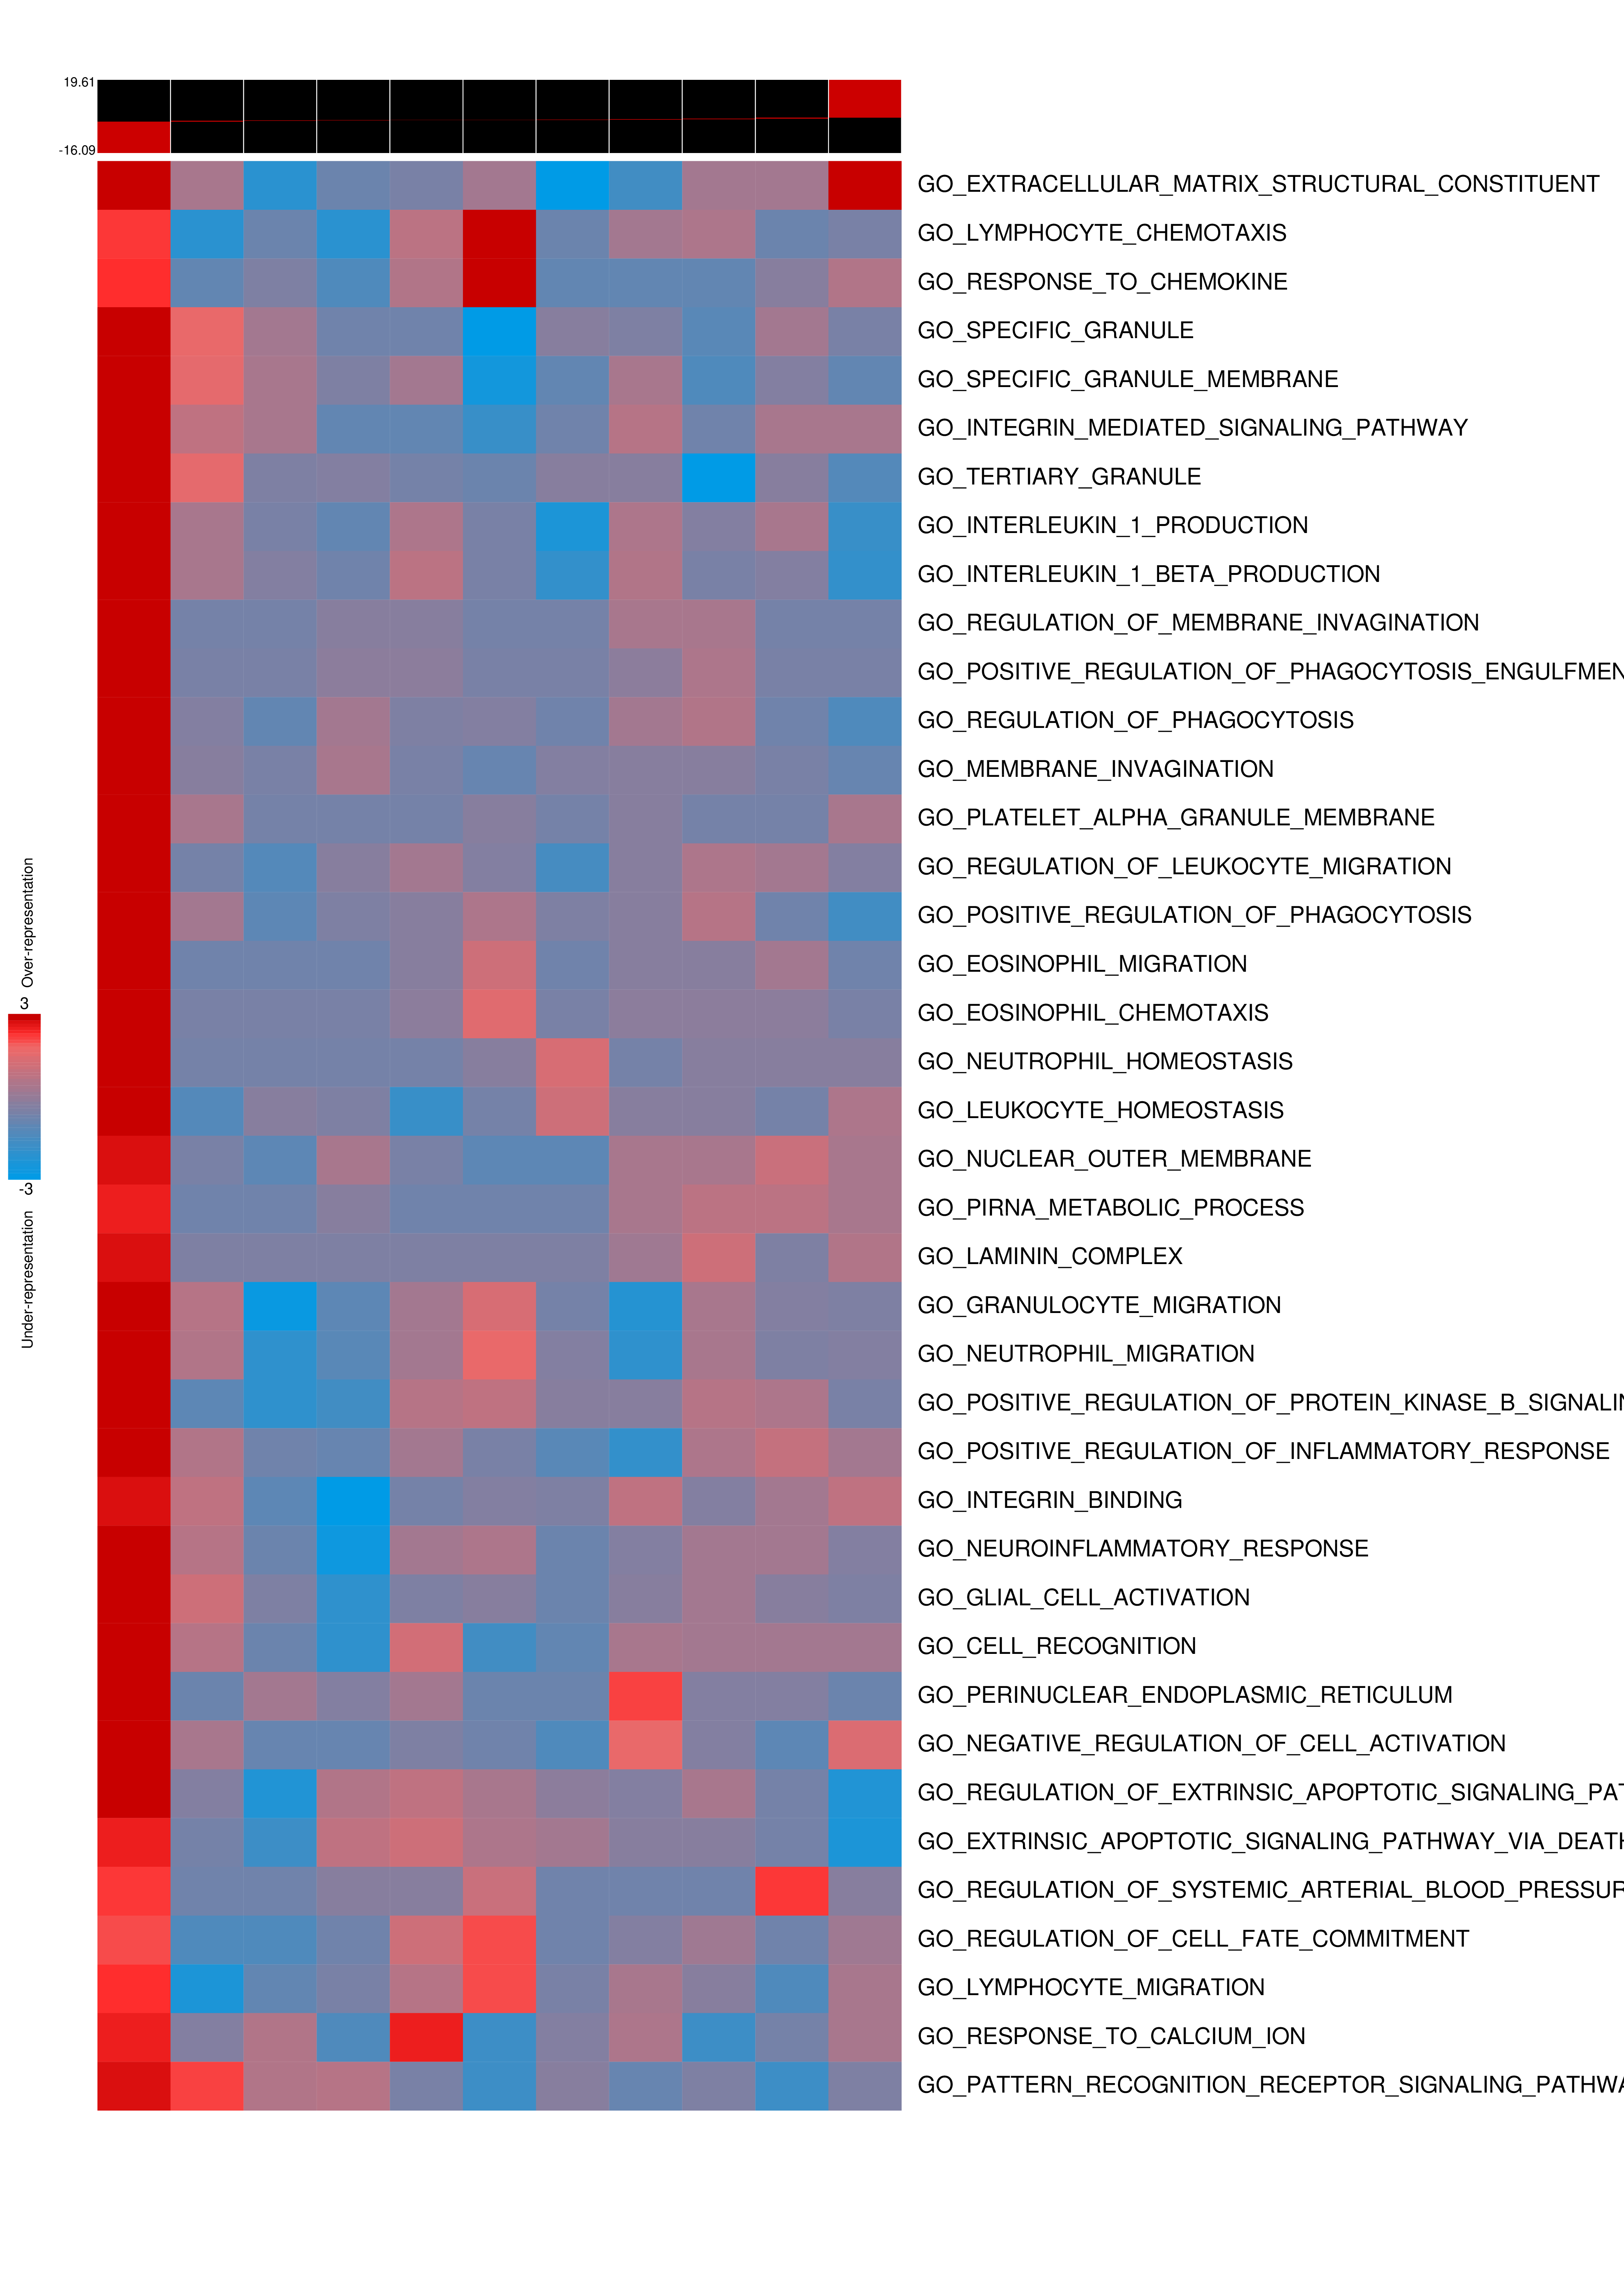 19.61
-16.09
GO_EXTRACELLULAR_MATRIX_STRUCTURAL_CONSTITUENT
GO_LYMPHOCYTE_CHEMOTAXIS
GO_RESPONSE_TO_CHEMOKINE
GO_SPECIFIC_GRANULE
GO_SPECIFIC_GRANULE_MEMBRANE
GO_INTEGRIN_MEDIATED_SIGNALING_PATHWAY
GO_TERTIARY_GRANULE
GO_INTERLEUKIN_1_PRODUCTION
GO_INTERLEUKIN_1_BETA_PRODUCTION
GO_REGULATION_OF_MEMBRANE_INVAGINATION
GO_POSITIVE_REGULATION_OF_PHAGOCYTOSIS_ENGULFMEN
GO_REGULATION_OF_PHAGOCYTOSIS
GO_MEMBRANE_INVAGINATION
GO_PLATELET_ALPHA_GRANULE_MEMBRANE
GO_REGULATION_OF_LEUKOCYTE_MIGRATION
GO_POSITIVE_REGULATION_OF_PHAGOCYTOSIS
GO_EOSINOPHIL_MIGRATION
GO_EOSINOPHIL_CHEMOTAXIS
GO_NEUTROPHIL_HOMEOSTASIS
GO_LEUKOCYTE_HOMEOSTASIS
GO_NUCLEAR_OUTER_MEMBRANE
GO_PIRNA_METABOLIC_PROCESS
GO_LAMININ_COMPLEX
GO_GRANULOCYTE_MIGRATION
GO_NEUTROPHIL_MIGRATION
GO_POSITIVE_REGULATION_OF_PROTEIN_KINASE_B_SIGNALIN
GO_POSITIVE_REGULATION_OF_INFLAMMATORY_RESPONSE
GO_INTEGRIN_BINDING
GO_NEUROINFLAMMATORY_RESPONSE
GO_GLIAL_CELL_ACTIVATION
GO_CELL_RECOGNITION
GO_PERINUCLEAR_ENDOPLASMIC_RETICULUM
GO_NEGATIVE_REGULATION_OF_CELL_ACTIVATION
GO_REGULATION_OF_EXTRINSIC_APOPTOTIC_SIGNALING_PAT
GO_EXTRINSIC_APOPTOTIC_SIGNALING_PATHWAY_VIA_DEATH
GO_REGULATION_OF_SYSTEMIC_ARTERIAL_BLOOD_PRESSUR
GO_REGULATION_OF_CELL_FATE_COMMITMENT
GO_LYMPHOCYTE_MIGRATION
GO_RESPONSE_TO_CALCIUM_ION
GO_PATTERN_RECOGNITION_RECEPTOR_SIGNALING_PATHWA
Over-representation
3
-3
Under-representation